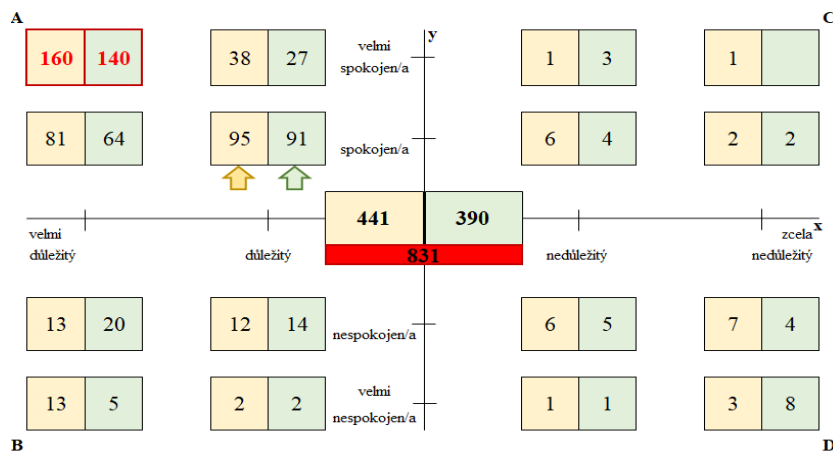 A
C
y
160 140
38 27
velmi
spokojen/a
1 3
1
81 64
95 91
spokojen/a
6 4
2 2
441 390
831
velmi
důležitý
důležitý
nedůležitý
zcela
nedůležitý
x
13 20
12 14
nespokojen/a
6 5
7 4
13 5
2 2
velmi
nespokojen/a
1 1
3 8
B
D